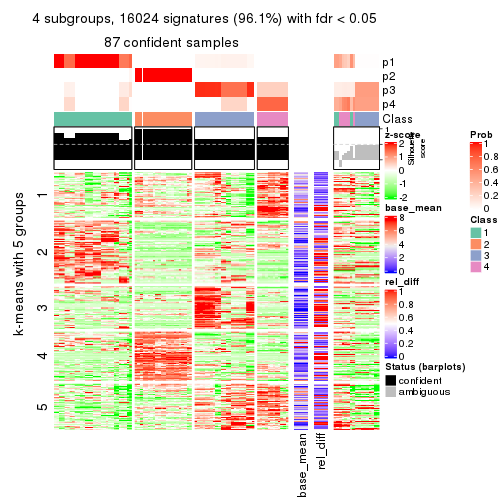 4 subgroups, 16024 signatures (96.1%) with fdr < 0.05
87 confident samples
p1
p2
p3
p4
Class
1
Silhouette
score
k-means with 5 groups
1
2
3
4
5
base_mean
rel_diff
z-score
2
1
0
-1
-2
base_mean
8
6
4
2
0
rel_diff
1
0.8
0.6
0.4
0.2
0
Status (barplots)
confident
ambiguous
Prob
1
0.8
0.6
0.4
0.2
0
Class
1
2
3
4